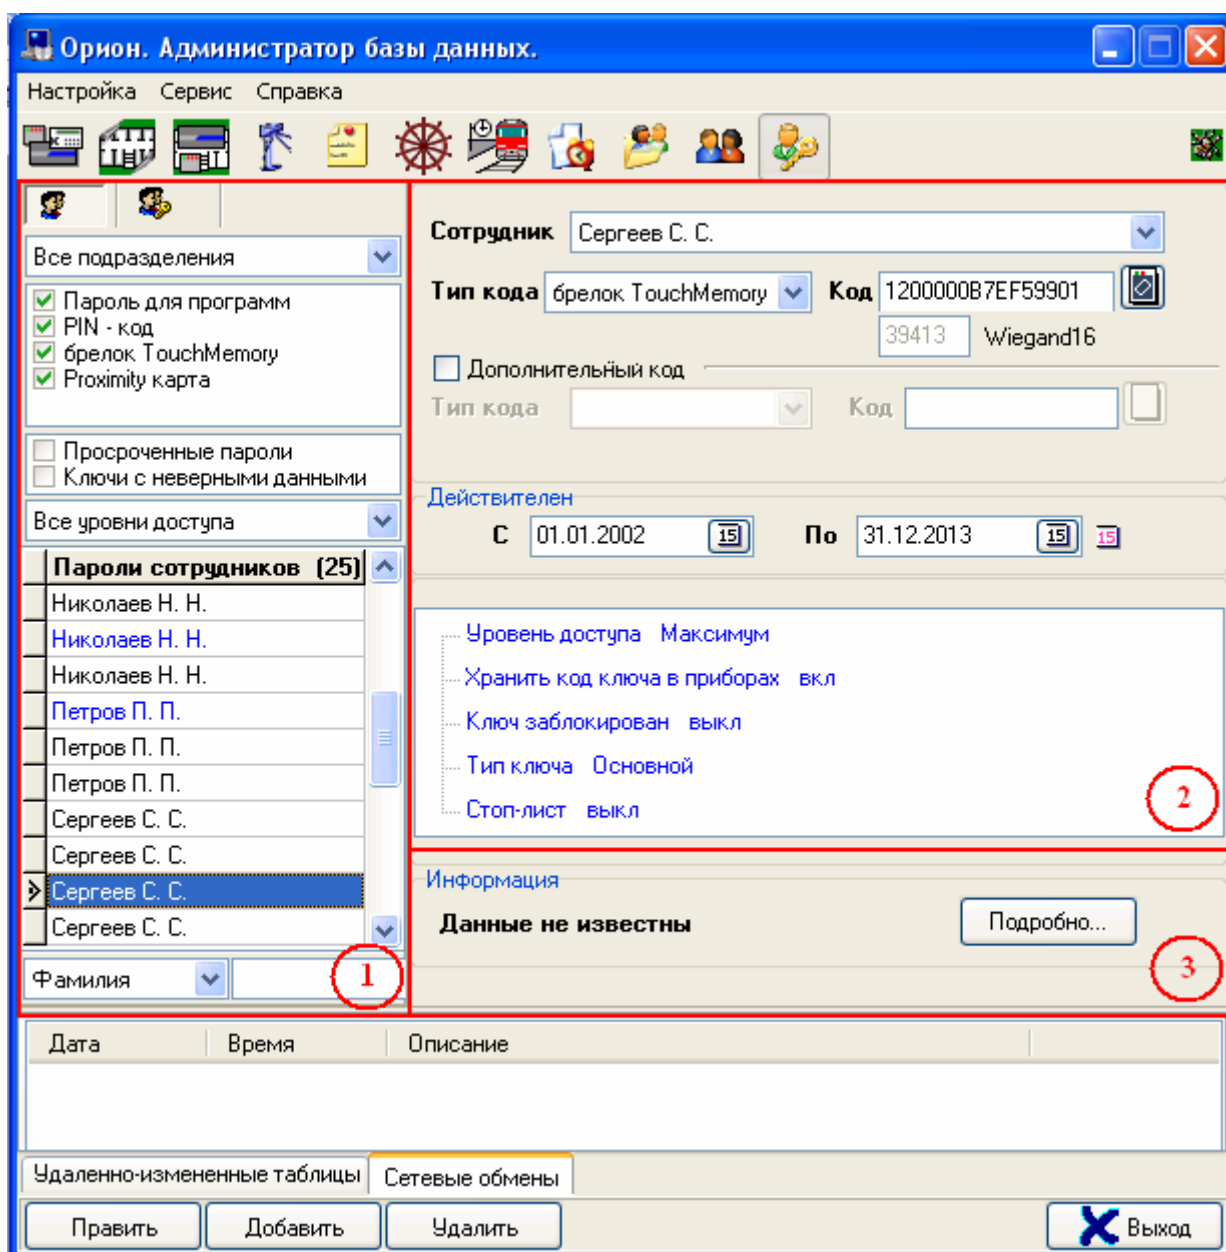 Орион. Администратор базы данных.
Настройка Сервис Справка
Все подразделения
Пароль для программ
PIN - код
брелок TouchMemory
Proximity карта
Просроченные пароли
Ключи с неверными данными
Все уровни доступа
Пароли сотрудников (25)
Николаев Н. Н.
Николаев Н. Н.
Николаев Н. Н.
Петров П. П.
Петров П. П.
Петров П. П.
Сергеев С. С.
Сергеев С. С.
Сергеев С. С.
Сергеев С. С.
Фамилия
1
Сотрудник Сергеев С. С.
Тип кода брелок TouchMemory Код 1200000B7EF59901
39413 Wiegand16
Дополнительный код
Тип кода Код
Действителен
С 01.01.2002 15 По 31.12.2013 15 15
Уровень доступа Максимум
Хранить код ключа в приборах вкл
Ключ заблокирован выкл
Тип ключа Основной
Стоп-лист выкл
2
Информация
Данные не известны Подробно...
3
Дата Время Описание
Удаленно-измененные таблицы Сетевые обмены
Править Добавить Удалить Выход